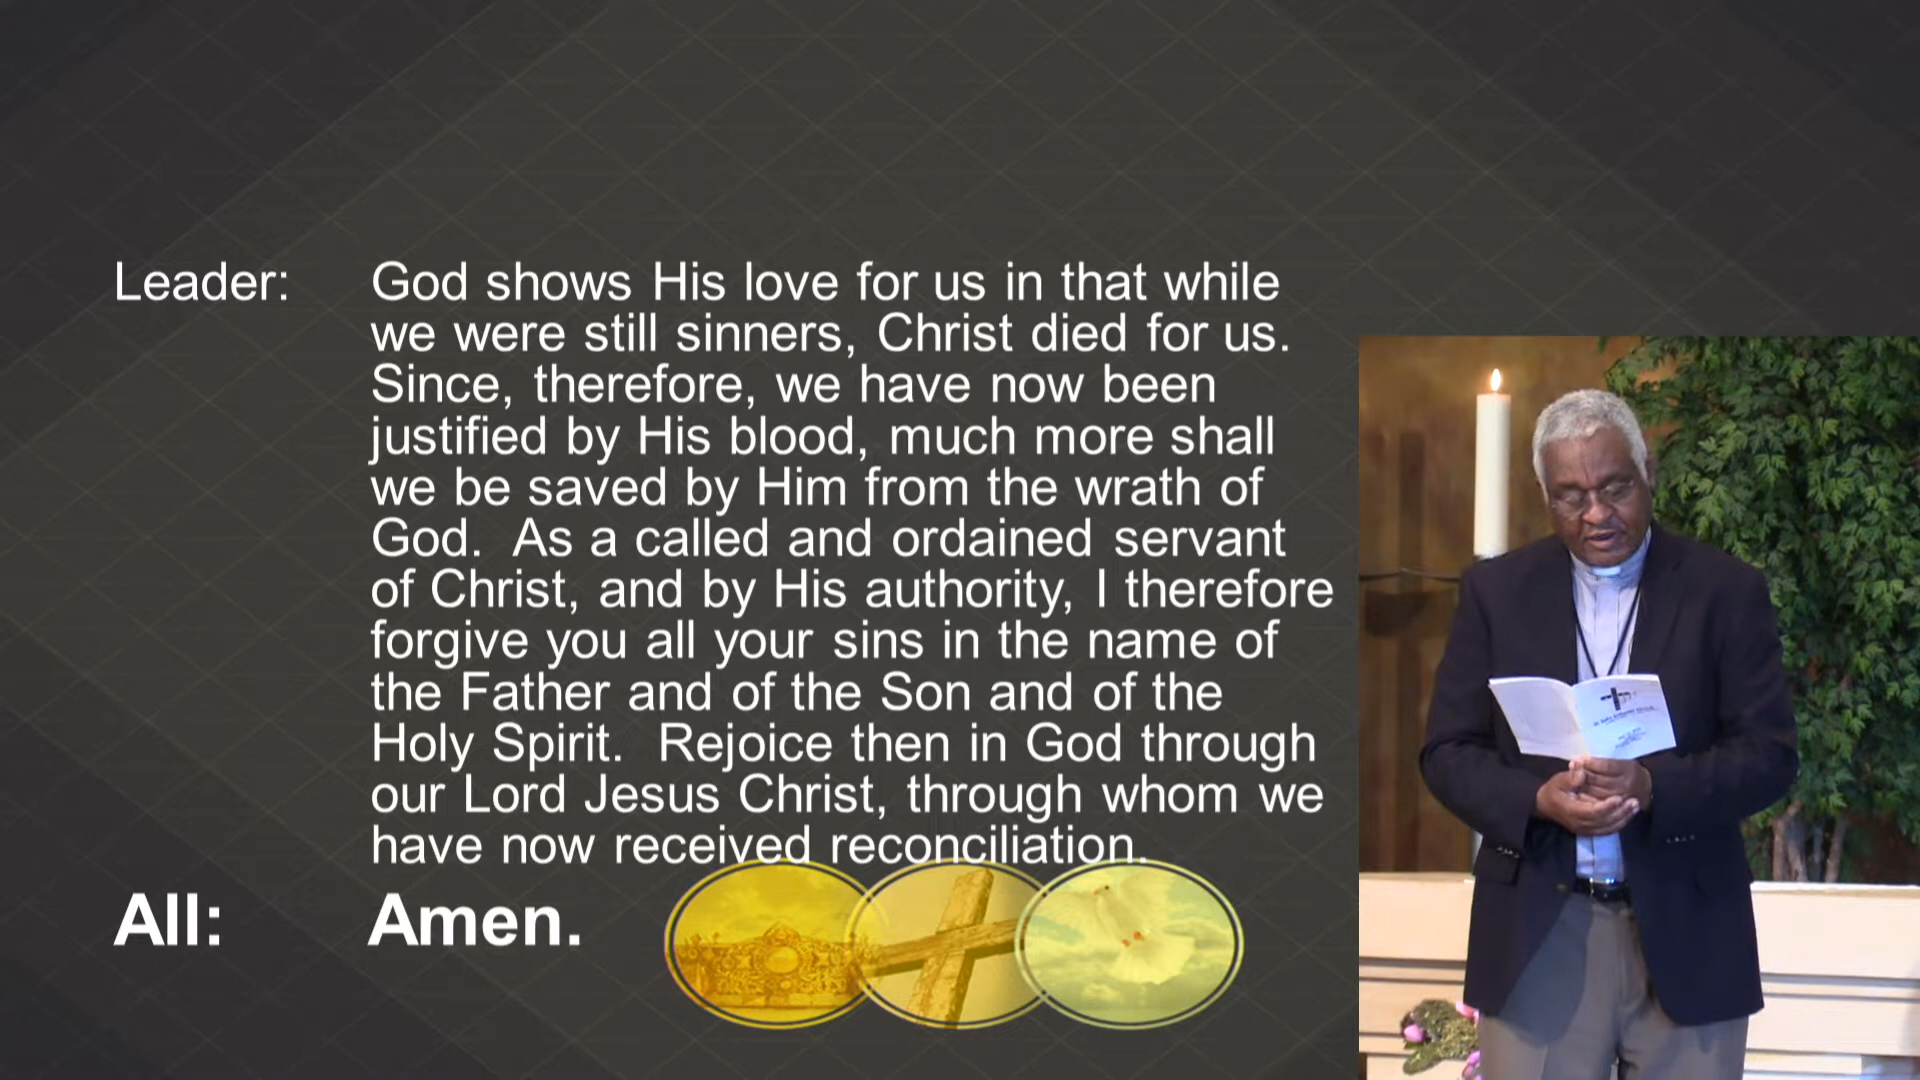 Leader: God shows His love for us in that while
we were still sinners, Christ died for us.
Since, therefore, we have now been
justified by His blood, much more shall
we be saved by Him from the wrath of
God.  As a called and ordained servant
of Christ, and by His authority, I therefore
forgive you all your sins in the name of
the Father and of the Son and of the
Holy Spirit.  Rejoice then in God through
our Lord Jesus Christ, through whom we
have now received reconciliation.
All: Amen.